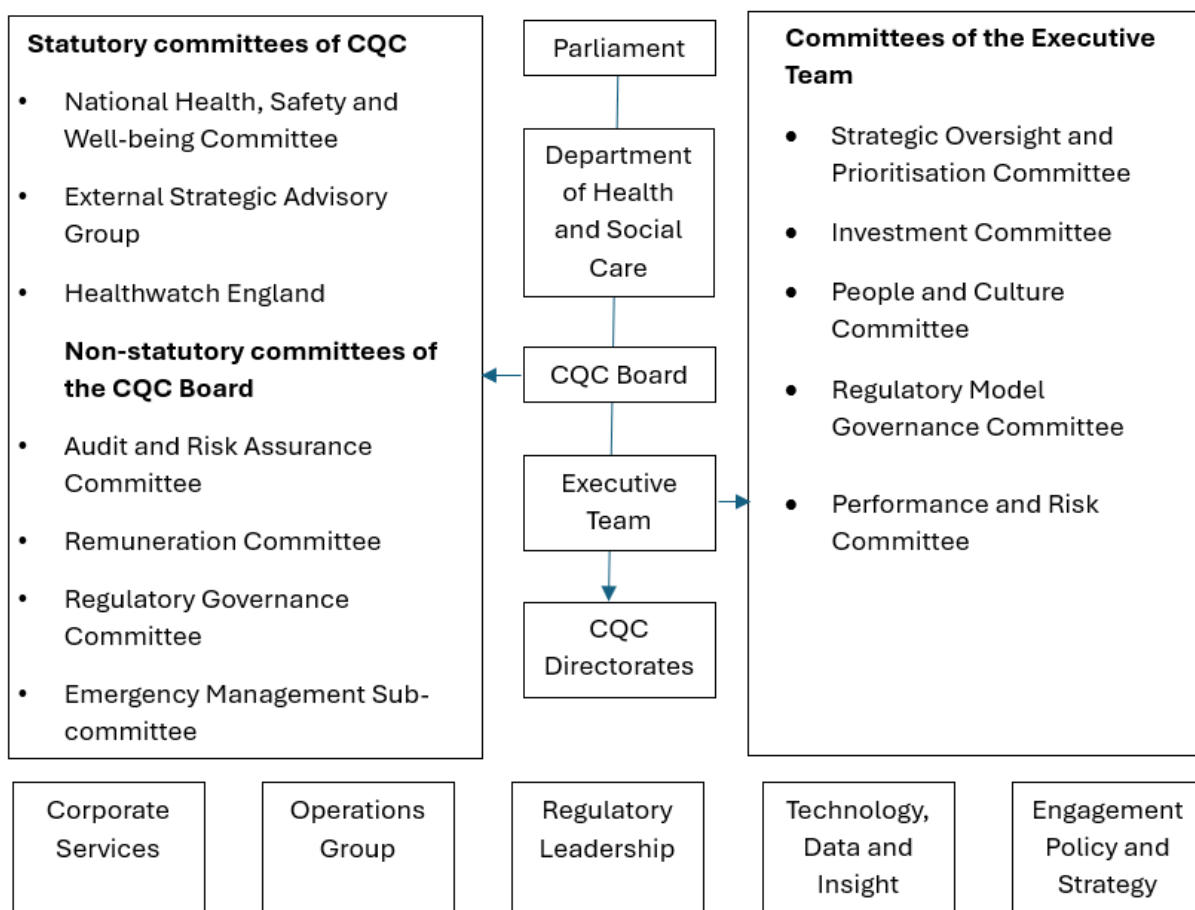 Statutory committees of CQC
• National Health, Safety and
Well-being Committee
• External Strategic Advisory
Group
• Healthwatch England
Non-statutory committees of
the CQC Board
• Audit and Risk Assurance
Committee
• Remuneration Committee
• Regulatory Governance
Committee
• Emergency Management Sub-
committee
Parliament
Department
of Health
and Social
Care
CQC Board
Executive
Team
CQC
Directorates
Committees of the Executive
Team
• Strategic Oversight and
Prioritisation Committee
• Investment Committee
• People and Culture
Committee
• Regulatory Model
Governance Committee
• Performance and Risk
Committee
Corporate
Services
Operations
Group
Regulatory
Leadership
Technology,
Data and
Insight
Engagement
Policy and
Strategy